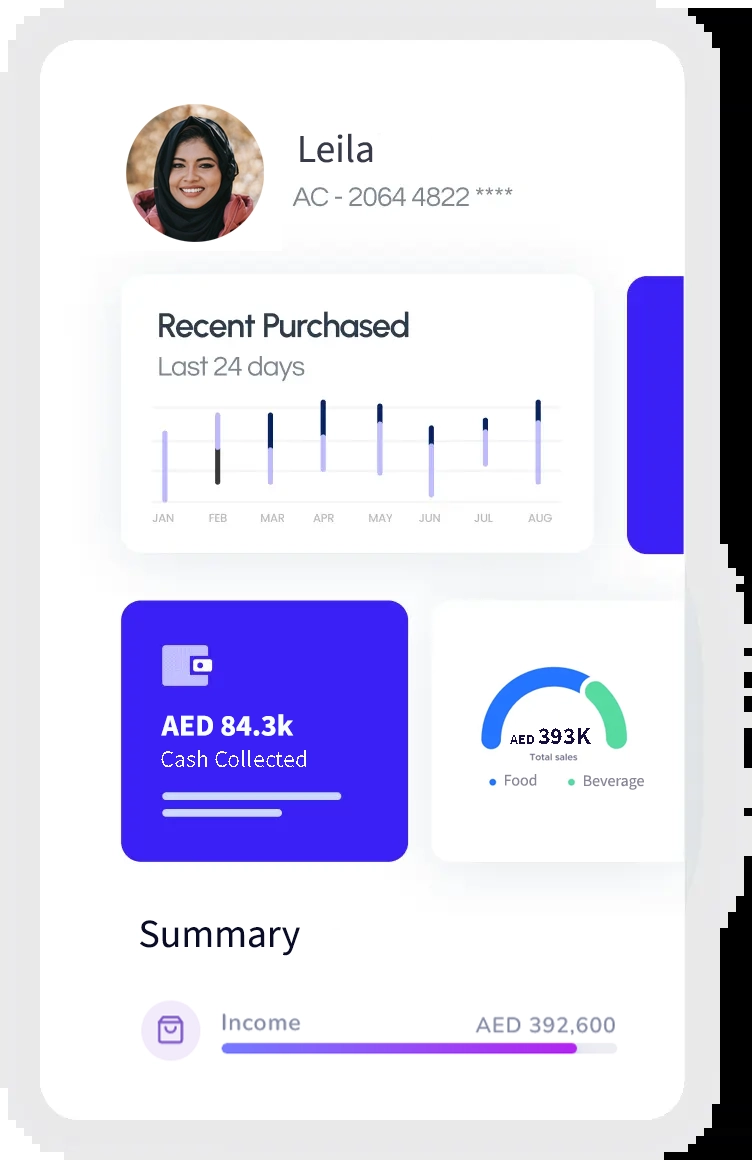 Leila
AC - 2064 4822 ****
Recent Purchased
Last 24 days
JAN FEB MAR APR MAY JUN JUL AUG
AED 84.3k
Cash Collected
AED 393K
Total sales
Food Beverage
Summary
Income AED 392,600